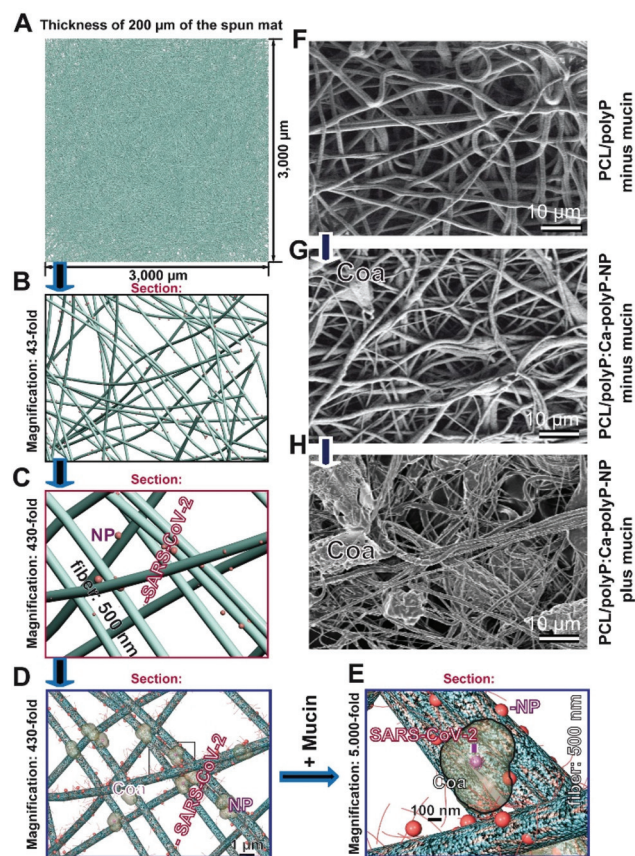 A
Thickness of 200 µm of the spun mat
3,000 µm
3,000 µm
B
Section:
Magnification: 43-fold
C
Section:
Magnification: 430-fold
NP
-SARS-CoV-2
fiber: 500 nm
D
Section:
Magnification: 430-fold
Coa
- SARS-CoV-2
NP
1 µm
+ Mucin
E
Section:
Magnification: 5.000-fold
-NP
SARS-CoV-2
Coa
100 nm
fiber: 500 nm
F
10 µm
PCL/polyP
minus mucin
G
Coa
10 µm
PCL/polyP:Ca-polyP-NP
minus mucin
H
Coa
10 µm
PCL/polyP:Ca-polyP-NP
plus mucin